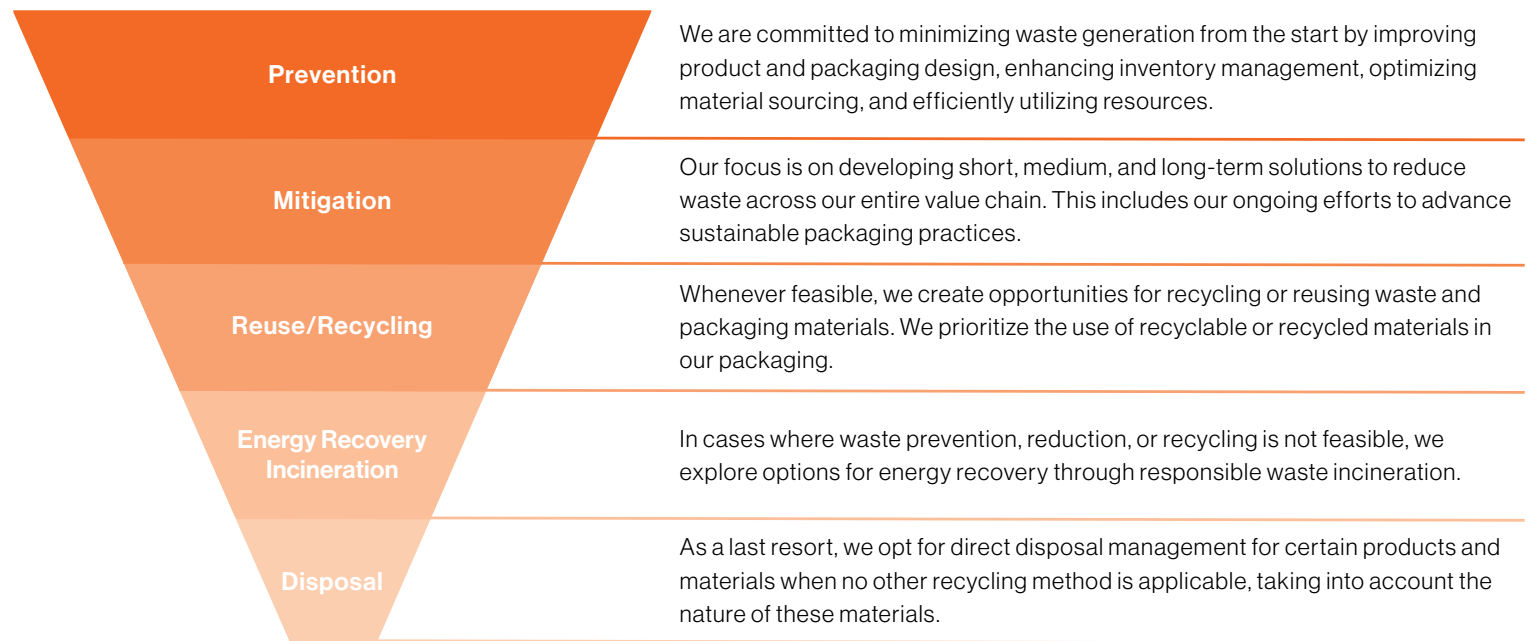 Prevention
We are committed to minimizing waste generation from the start by improving
product and packaging design, enhancing inventory management, optimizing
material sourcing, and efficiently utilizing resources.
Mitigation
Our focus is on developing short, medium, and long-term solutions to reduce
waste across our entire value chain. This includes our ongoing efforts to advance
sustainable packaging practices.
Reuse/Recycling
Whenever feasible, we create opportunities for recycling or reusing waste and
packaging materials. We prioritize the use of recyclable or recycled materials in
our packaging.
Energy Recovery
Incineration
In cases where waste prevention, reduction, or recycling is not feasible, we
explore options for energy recovery through responsible waste incineration.
Disposal
As a last resort, we opt for direct disposal management for certain products and
materials when no other recycling method is applicable, taking into account the
nature of these materials.